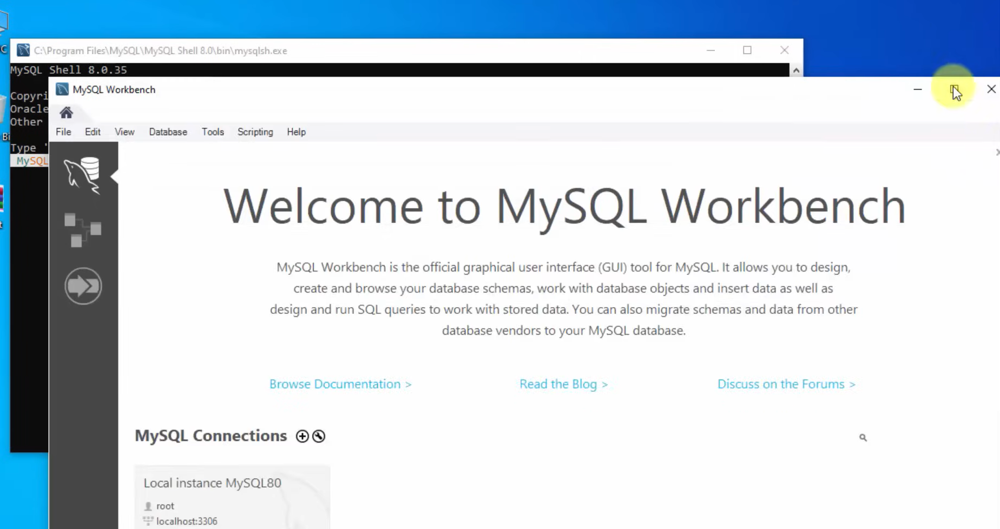 C:\Program Files\MySQL\MySQL Shell 8.0\bin\mysqlsh.exe
MySQL Shell 8.0.35
MySQL Workbench
Copyri
Oracle
Other
Type '
MySQL
File Edit View Database Tools Scripting Help
Welcome to MySQL Workbench
MySQL Workbench is the official graphical user interface (GUI) tool for MySQL. It allows you to design,
create and browse your database schemas, work with database objects and insert data as well as
design and run SQL queries to work with stored data. You can also migrate schemas and data from other
database vendors to your MySQL database.
Browse Documentation > Read the Blog > Discuss on the Forums >
MySQL Connections
Local instance MySQL80
root
localhost:3306